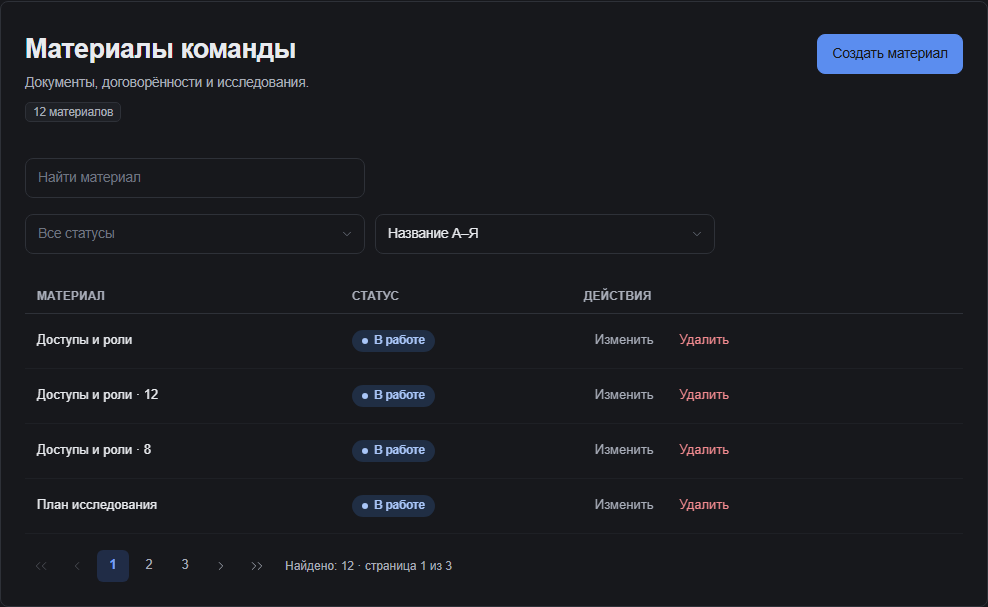 Материалы команды
Создать материал
Документы, договорённости и исследования.
12 материалов
Найти материал
Все статусы
Название А–Я
МАТЕРИАЛ СТАТУС ДЕЙСТВИЯ
Доступы и роли В работе Изменить Удалить
Доступы и роли · 12 В работе Изменить Удалить
Доступы и роли · 8 В работе Изменить Удалить
План исследования В работе Изменить Удалить
« ‹ 1 2 3 › » Найдено: 12 · страница 1 из 3